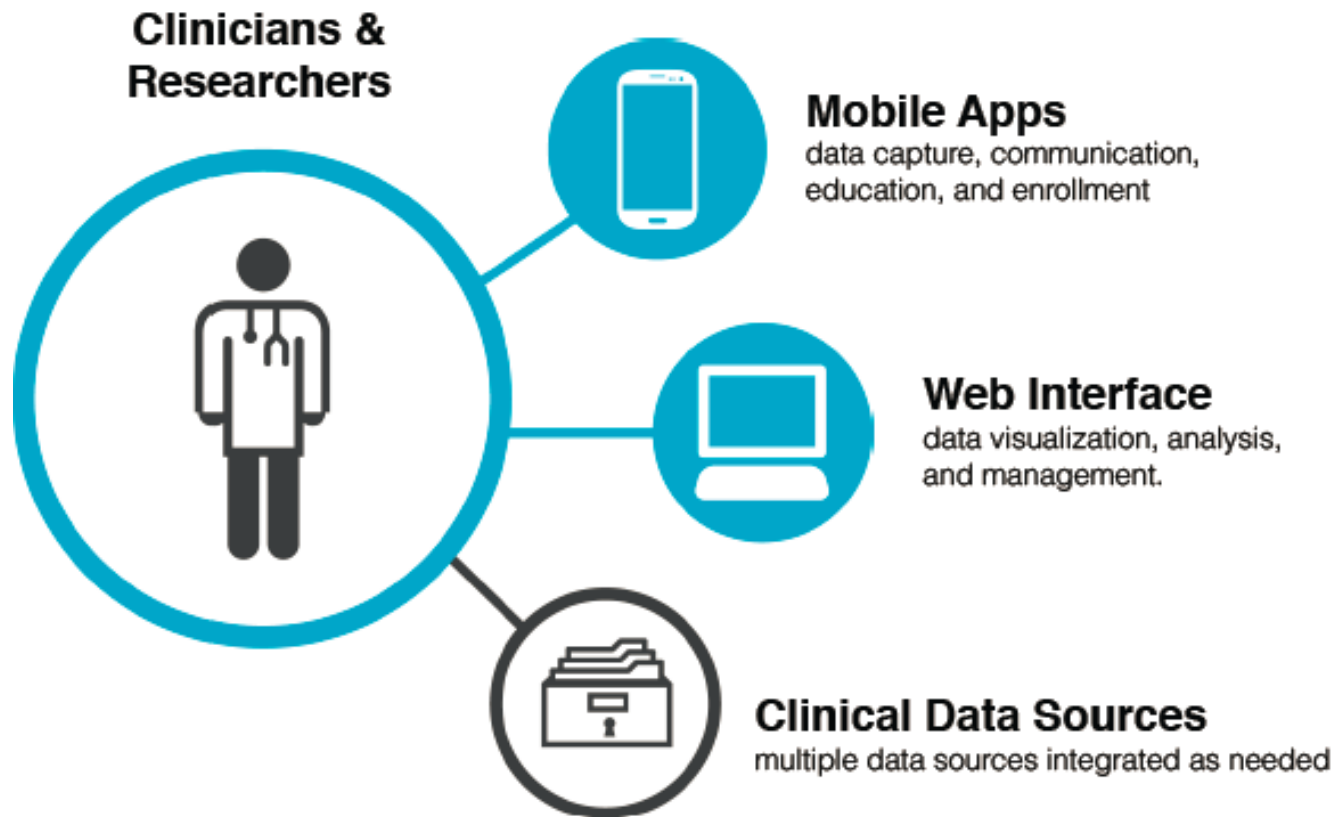 Clinicians &
Researchers
Mobile Apps
data capture, communication,
education, and enrollment
Web Interface
data visualization, analysis,
and management.
Clinical Data Sources
multiple data sources integrated as needed